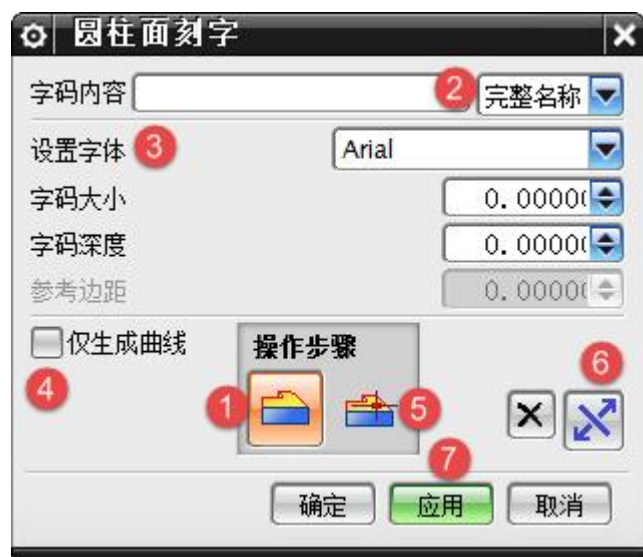 圆柱面刻字
字码内容 2 完整名称
设置字体 3 Arial
字码大小 0.00000
字码深度 0.00000
参考边距 0.00000
仅生成曲线 操作步骤 6
4 1 5
7
确定 应用 取消